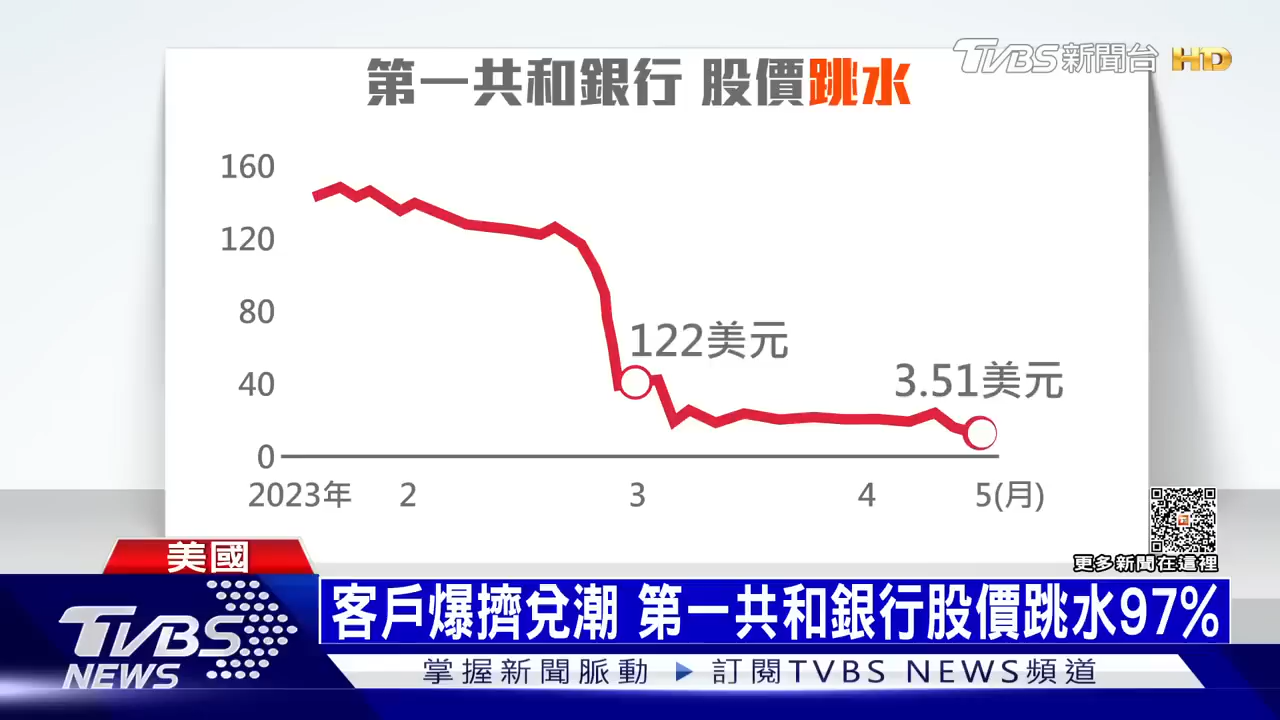 TVBS新聞台 HD
第一共和銀行 股價跳水
160
120
80
40
0
122美元
3.51美元
2023年 2 3 4 5(月)
更多新聞在這裡
美國
TVBS NEWS
客戶爆擠兌潮 第一共和銀行股價跳水97%
掌握新聞脈動 ▶ 訂閱TVBS NEWS頻道